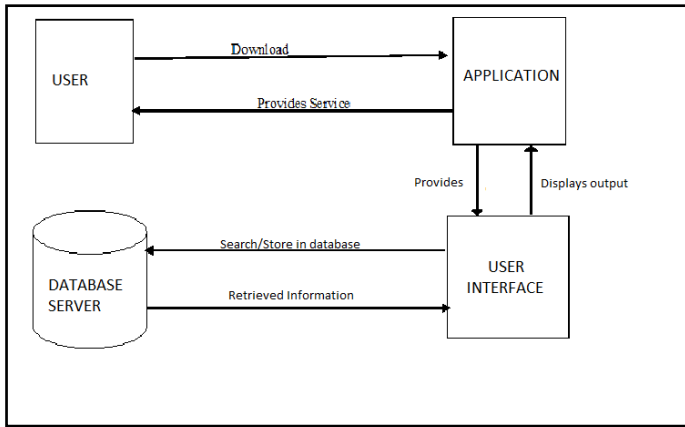 Download
USER
APPLICATION
Provides Service
Provides
Displays output
Search/Store in database
USER
INTERFACE
DATABASE
SERVER
Retrieved Information